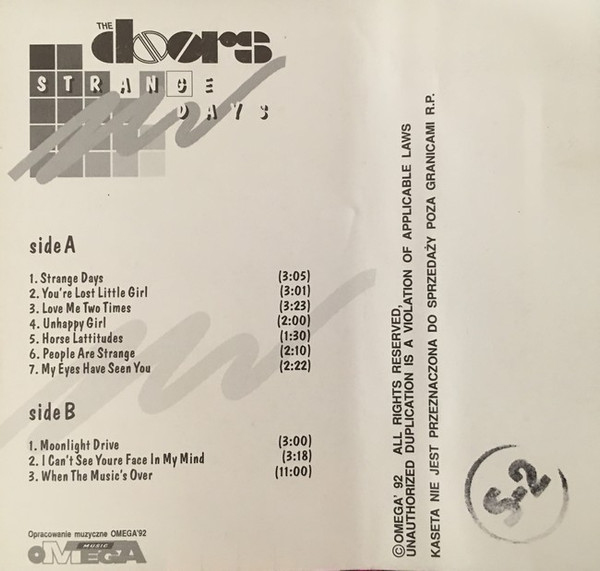 THE
doors
STRANGE
DAYS
side A
1. Strange Days (3:05)
2. You're Lost Little Girl (3:01)
3. Love Me Two Times (3:23)
4. Unhappy Girl (2:00)
5. Horse Lattitudes (1:30)
6. People Are Strange (2:10)
7. My Eyes Have Seen You (2:22)
side B
1. Moonlight Drive (3:00)
2. I Can't See Youre Face In My Mind (3:18)
3. When The Music's Over (11:00)
Opracowanie muzyczne OMEGA'92
MUSIC
OMEGA
©OMEGA' 92 ALL RIGHTS RESERVED,
UNAUTHORIZED DUPLICATION IS A VIOLATION OF APPLICABLE LAWS
KASETA NIE JEST PRZEZNACZONA DO SPRZEDAŻY POZA GRANICAMI R.P.
S-2